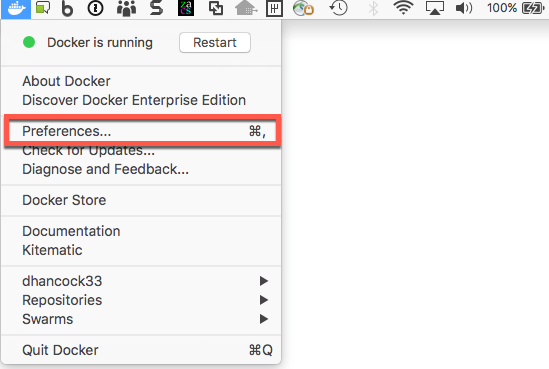 100%
Docker is running Restart
About Docker
Discover Docker Enterprise Edition
Preferences... ⌘,
Check for Updates...
Diagnose and Feedback...
Docker Store
Documentation
Kitematic
dhancock33 ▶
Repositories ▶
Swarms ▶
Quit Docker ⌘Q